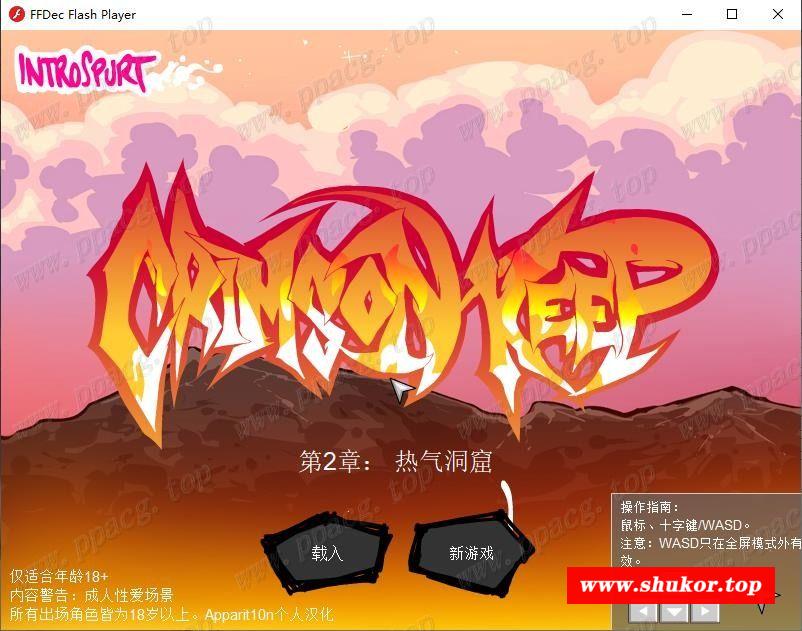 FFDec Flash Player
INTROSPURT
CRIMSON KEEP
第2章： 热气洞窟
载入
新游戏
操作指南：
鼠标、十字键/WASD。
注意：WASD只在全屏模式外有
效。
仅适合年龄18+
内容警告：成人性爱场景
所有出场角色皆为18岁以上。Apparit10n个人汉化
www.shukor.top
www.ppacg.top